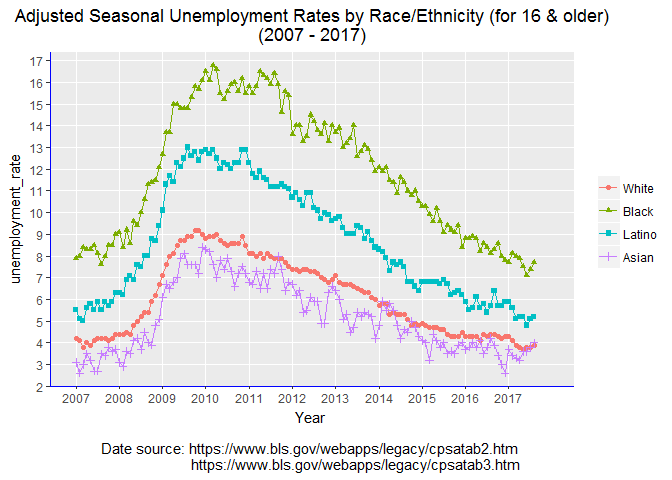 Adjusted Seasonal Unemployment Rates by Race/Ethnicity (for 16 & older)
(2007 - 2017)
17
16
15
14
13
12
11
10
9
8
7
6
5
4
3
2
unemployment_rate
2007 2008 2009 2010 2011 2012 2013 2014 2015 2016 2017
Year
White
Black
Latino
Asian
Date source: https://www.bls.gov/webapps/legacy/cpsatab2.htm
https://www.bls.gov/webapps/legacy/cpsatab3.htm